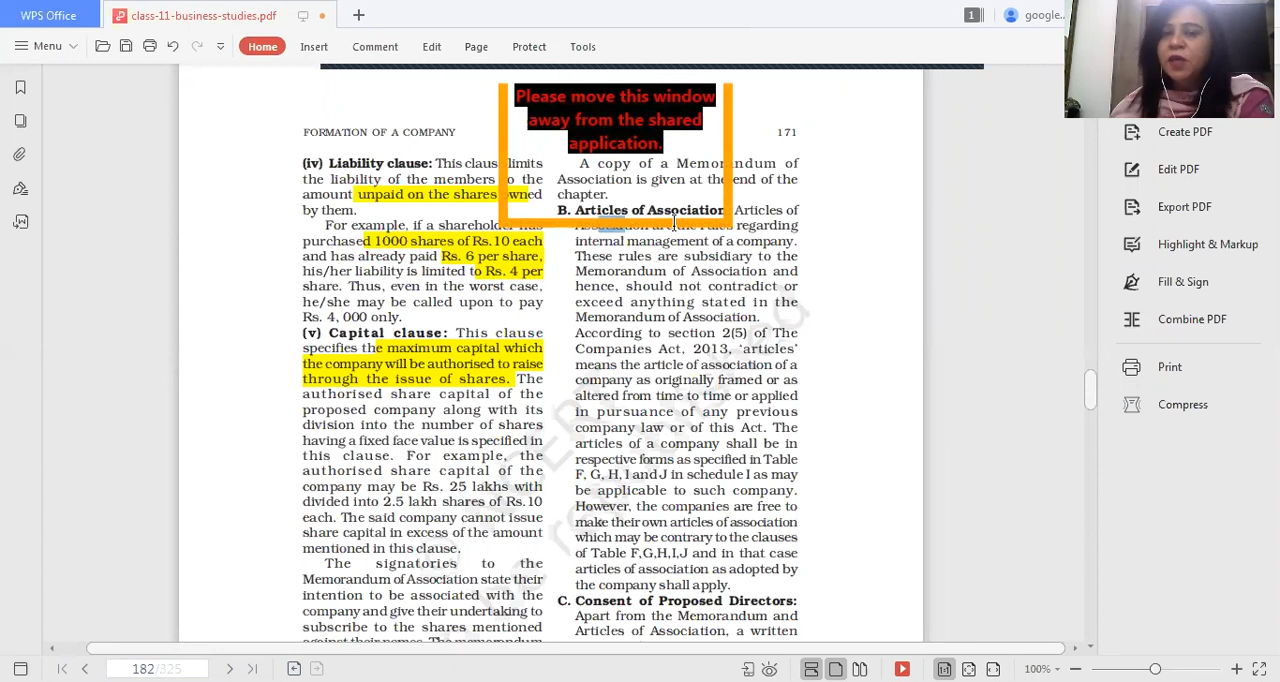 WPS Office
class-11-business-studies.pdf
1
google...
Menu
Home
Insert
Comment
Edit
Page
Protect
Tools
Please move this window
away from the shared
application.
FORMATION OF A COMPANY
171
(iv) Liability clause: This clause limits
the liability of the members to the
amount unpaid on the shares owned
by them.
For example, if a shareholder has
purchased 1000 shares of Rs.10 each
and has already paid Rs. 6 per share,
his/her liability is limited to Rs. 4 per
share. Thus, even in the worst case,
he/she may be called upon to pay
Rs. 4, 000 only.
(v) Capital clause: This clause
specifies the maximum capital which
the company will be authorised to raise
through the issue of shares. The
authorised share capital of the
proposed company along with its
division into the number of shares
having a fixed face value is specified in
this clause. For example, the
authorised share capital of the
company may be Rs. 25 lakhs with
divided into 2.5 lakh shares of Rs.10
each. The said company cannot issue
share capital in excess of the amount
mentioned in this clause.
The signatories to the
Memorandum of Association state their
intention to be associated with the
company and give their undertaking to
subscribe to the shares mentioned
against their names. The memorandum
A copy of a Memorandum of
Association is given at the end of the
chapter.
B. Articles of Association: Articles of
Association are the rules regarding
internal management of a company.
These rules are subsidiary to the
Memorandum of Association and
hence, should not contradict or
exceed anything stated in the
Memorandum of Association.
According to section 2(5) of The
Companies Act, 2013, 'articles'
means the article of association of a
company as originally framed or as
altered from time to time or applied
in pursuance of any previous
company law or of this Act. The
articles of a company shall be in
respective forms as specified in Table
F, G, H, I and J in schedule I as may
be applicable to such company.
However, the companies are free to
make their own articles of association
which may be contrary to the clauses
of Table F,G,H,I,J and in that case
articles of association as adopted by
the company shall apply.
C. Consent of Proposed Directors:
Apart from the Memorandum and
Articles of Association, a written
Create PDF
Edit PDF
Export PDF
Highlight & Markup
Fill & Sign
Combine PDF
Print
Compress
182/325
100%